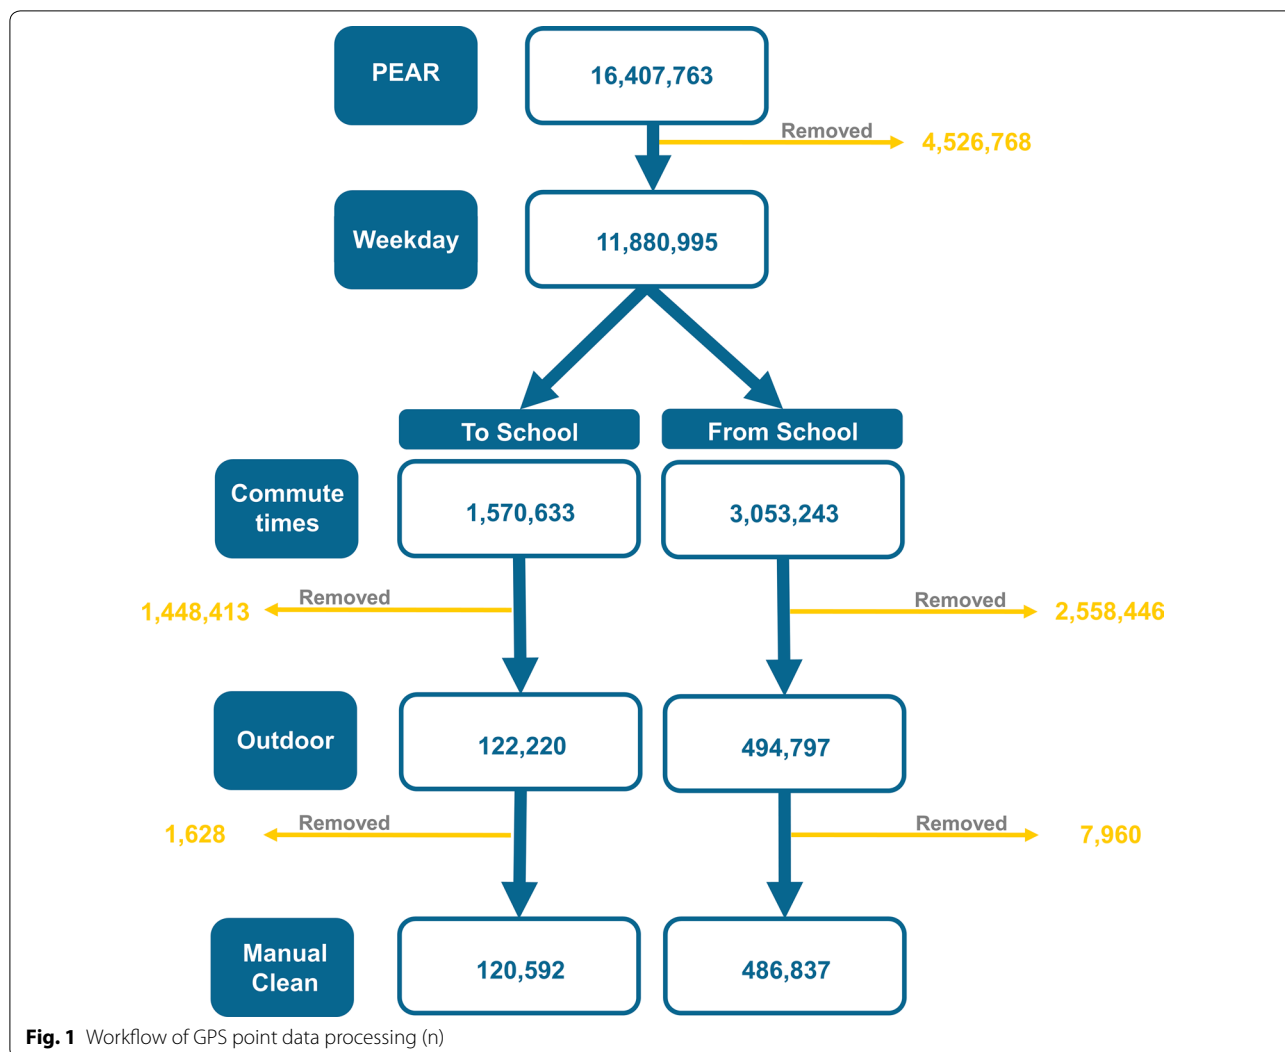 PEAR
16,407,763
Removed
4,526,768
Weekday
11,880,995
To School
From School
Commute
times
1,570,633
3,053,243
1,448,413
Removed
Removed
2,558,446
Outdoor
122,220
494,797
1,628
Removed
Removed
7,960
Manual
Clean
120,592
486,837
Fig. 1 Workflow of GPS point data processing (n)